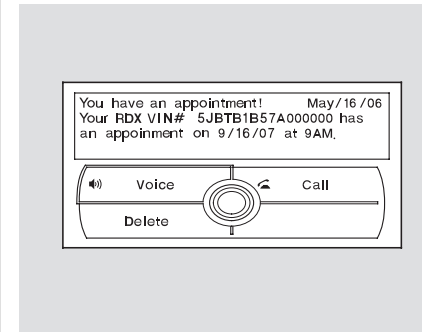 You have an appointment! May/16/06
Your RDX VIN# 5JBTB1B57A000000 has
an appoinment on 9/16/07 at 9AM.
Voice Call
Delete